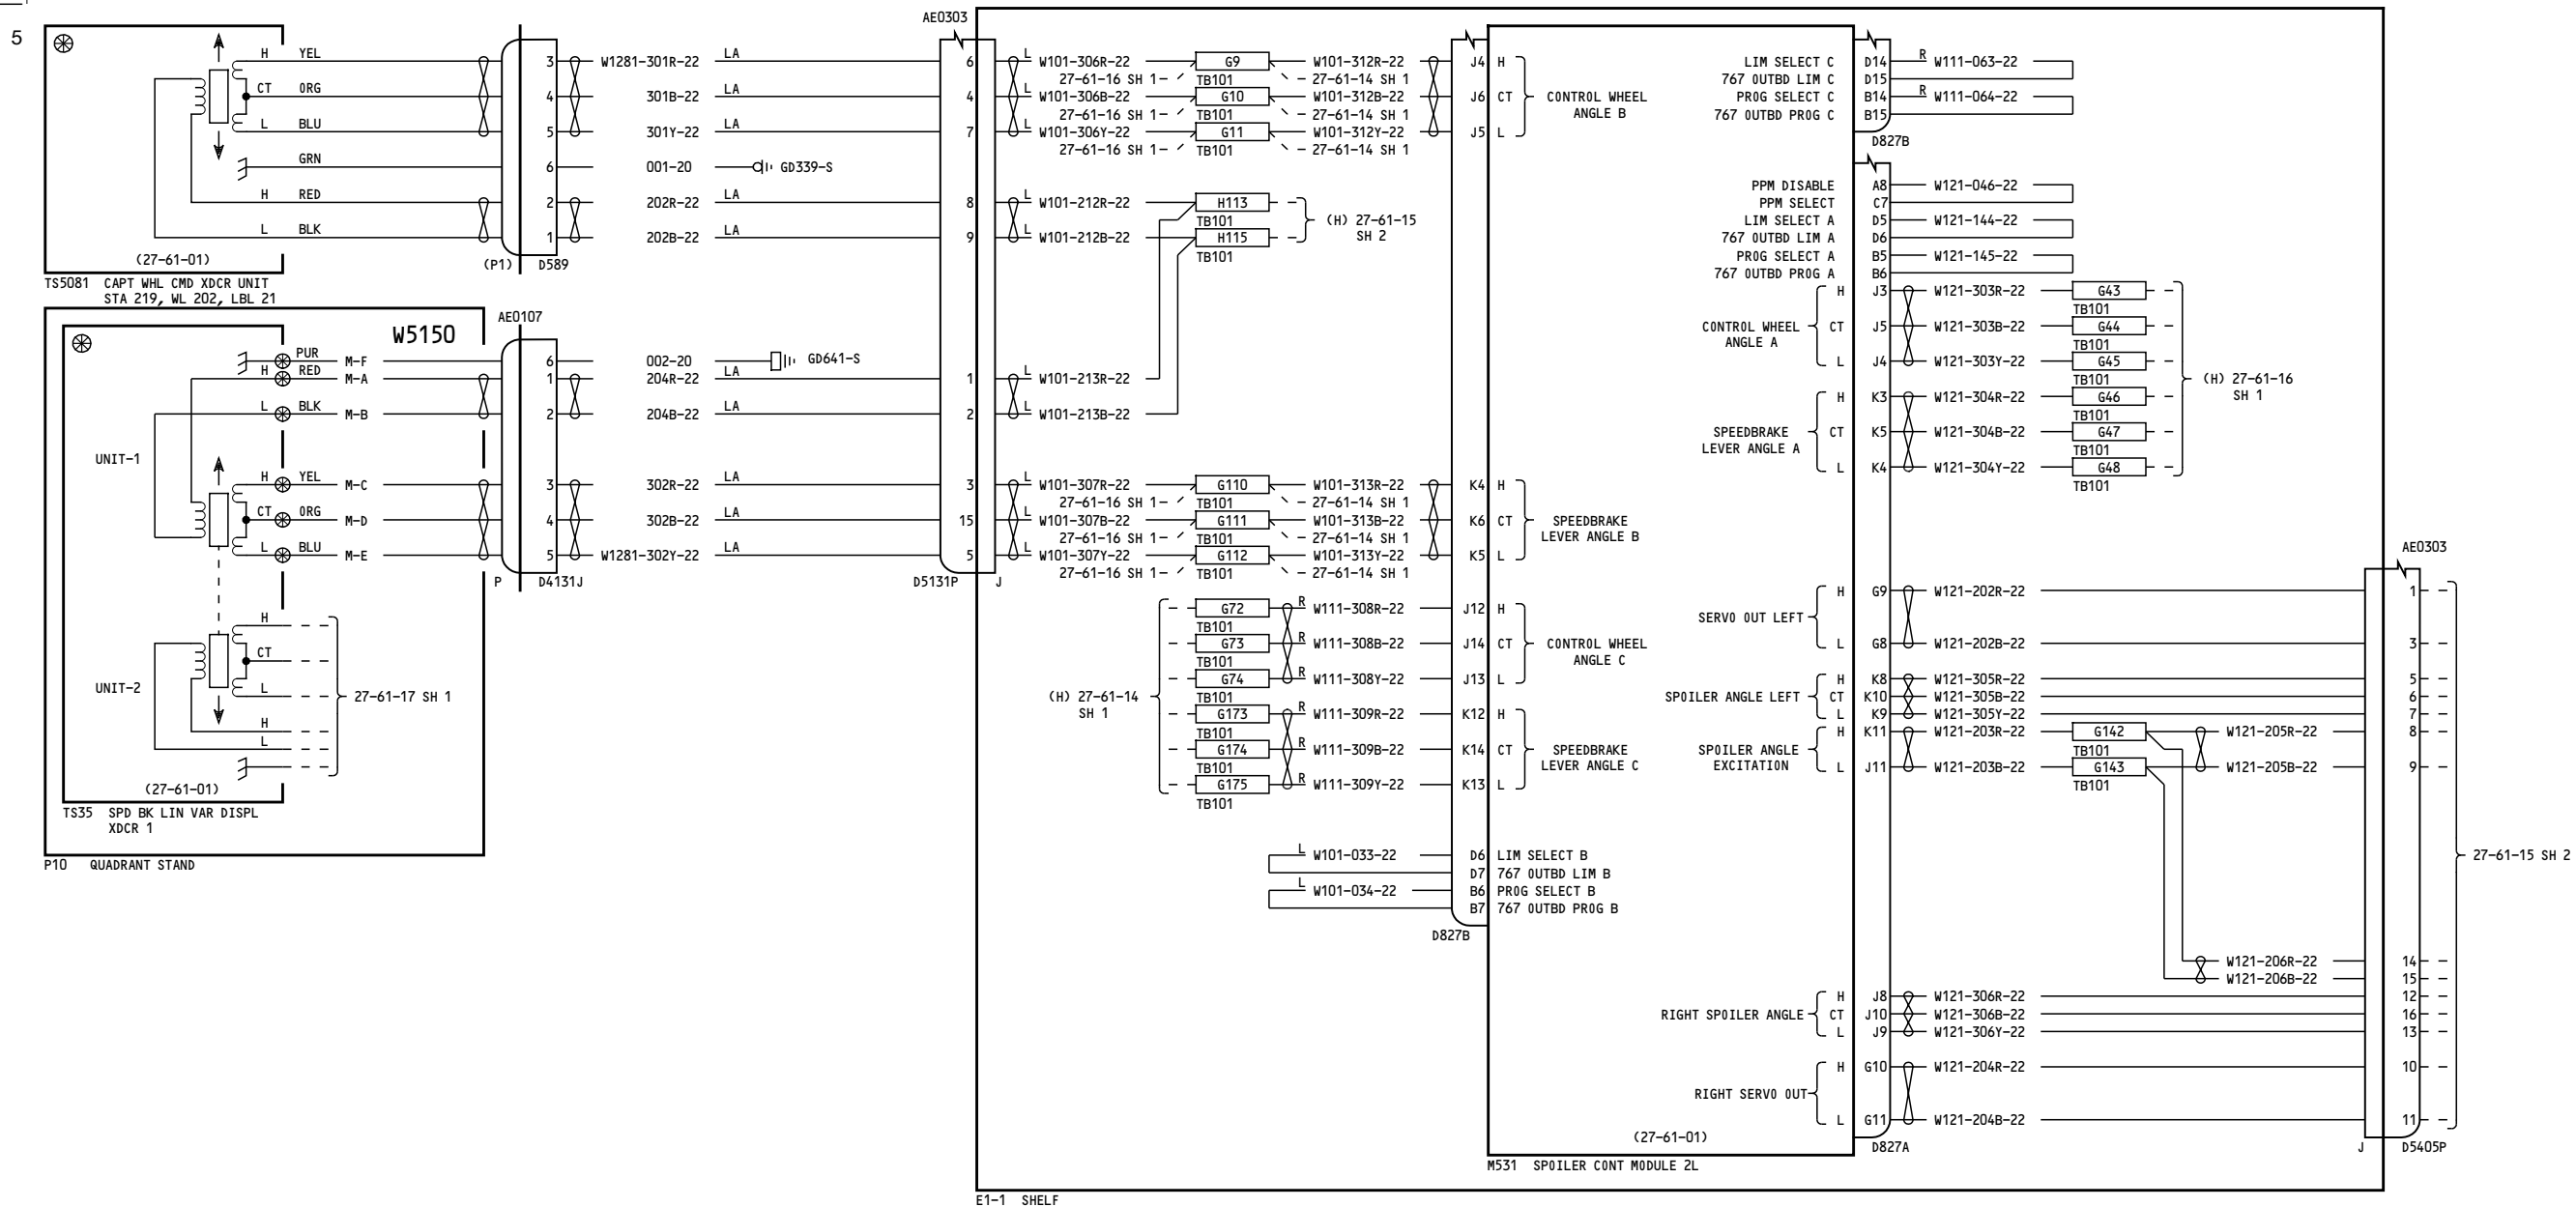 5
H YEL
CT ORG
L BLU
GRN
H RED
L BLK
(27-61-01)
TS5081 CAPT WHL CMD XDCR UNIT
STA 219, WL 202, LBL 21
3
4
5
6
2
1
(P1) D589
W1281-301R-22 LA
301B-22 LA
301Y-22 LA
001-20 GD339-S
202R-22 LA
202B-22 LA
W5150
AE0107
PUR M-F
H RED M-A
L BLK M-B
UNIT-1
H YEL M-C
CT ORG M-D
L BLU M-E
H
CT
L
UNIT-2
27-61-17 SH 1
H
L
(27-61-01)
TS35 SPD BK LIN VAR DISPL
XDCR 1
P10 QUADRANT STAND
6
1
2
3
4
5
P D4131J
002-20 GD641-S
204R-22 LA
204B-22 LA
302R-22 LA
302B-22 LA
W1281-302Y-22 LA
AE0303
6
4
7
8
9
1
2
3
15
5
D5131P J
L W101-306R-22 G9 W101-312R-22
27-61-16 SH 1 TB101 27-61-14 SH 1
L W101-306B-22 G10 W101-312B-22
27-61-16 SH 1 TB101 27-61-14 SH 1
L W101-306Y-22 G11 W101-312Y-22
27-61-16 SH 1 TB101 27-61-14 SH 1
L W101-212R-22 H113
TB101
(H) 27-61-15
SH 2
L W101-212B-22 H115
TB101
L W101-213R-22
L W101-213B-22
L W101-307R-22 G110 W101-313R-22
27-61-16 SH 1 TB101 27-61-14 SH 1
L W101-307B-22 G111 W101-313B-22
27-61-16 SH 1 TB101 27-61-14 SH 1
L W101-307Y-22 G112 W101-313Y-22
27-61-16 SH 1 TB101 27-61-14 SH 1
G72 R W111-308R-22
TB101
G73 R W111-308B-22
TB101
G74 R W111-308Y-22
TB101
(H) 27-61-14
SH 1
G173 R W111-309R-22
TB101
G174 R W111-309B-22
TB101
G175 R W111-309Y-22
TB101
L W101-033-22
L W101-034-22
J4 H
J6 CT
J5 L
CONTROL WHEEL
ANGLE B
K4 H
K6 CT
K5 L
SPEEDBRAKE
LEVER ANGLE B
J12 H
J14 CT
J13 L
CONTROL WHEEL
ANGLE C
K12 H
K14 CT
K13 L
SPEEDBRAKE
LEVER ANGLE C
D6 LIM SELECT B
D7 767 OUTBD LIM B
B6 PROG SELECT B
B7 767 OUTBD PROG B
D827B
LIM SELECT C D14 R W111-063-22
767 OUTBD LIM C D15
PROG SELECT C B14 R W111-064-22
767 OUTBD PROG C B15
D827B
PPM DISABLE A8 W121-046-22
PPM SELECT C7
LIM SELECT A D5 W121-144-22
767 OUTBD LIM A D6
PROG SELECT A B5 W121-145-22
767 OUTBD PROG A B6
CONTROL WHEEL
ANGLE A
H J3 W121-303R-22 G43
TB101
CT J5 W121-303B-22 G44
TB101
L J4 W121-303Y-22 G45
TB101
(H) 27-61-16
SH 1
SPEEDBRAKE
LEVER ANGLE A
H K3 W121-304R-22 G46
TB101
CT K5 W121-304B-22 G47
TB101
L K4 W121-304Y-22 G48
TB101
SERVO OUT LEFT
H G9 W121-202R-22
L G8 W121-202B-22
SPOILER ANGLE LEFT
H K8 W121-305R-22
CT K10 W121-305B-22
L K9 W121-305Y-22
SPOILER ANGLE
EXCITATION
H K11 W121-203R-22 G142 W121-205R-22
TB101
L J11 W121-203B-22 G143 W121-205B-22
TB101
W121-206R-22
W121-206B-22
RIGHT SPOILER ANGLE
H J8 W121-306R-22
CT J10 W121-306B-22
L J9 W121-306Y-22
RIGHT SERVO OUT
H G10 W121-204R-22
L G11 W121-204B-22
(27-61-01)
D827A
M531 SPOILER CONT MODULE 2L
E1-1 SHELF
AE0303
1
3
5
6
7
8
9
14
15
12
16
13
10
11
27-61-15 SH 2
J D5405P